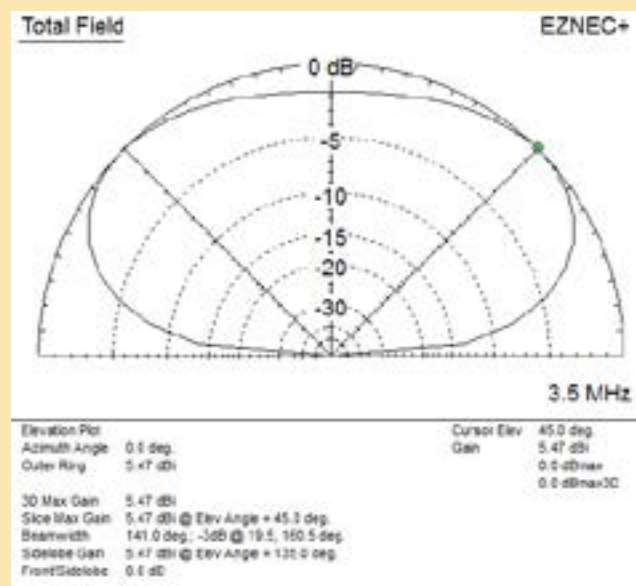 Total Field
EZNEC+
0 dB
-5
-10
-15
-20
-30
3.5 MHz
Elevation Plot
Azimuth Angle 0.0 deg.
Outer Ring 5.47 dBi
Cursor Elev 45.0 deg.
Gain 5.47 dBi
0.0 dBmax
0.0 dBmax3D
3D Max Gain 5.47 dBi
Slice Max Gain 5.47 dBi @ Elev Angle = 45.0 deg.
Beamwidth 141.0 deg.; -3dB @ 19.5, 160.5 deg.
Sidelobe Gain 5.47 dBi @ Elev Angle = 135.0 deg.
Front/Sidelobe 0.0 dB